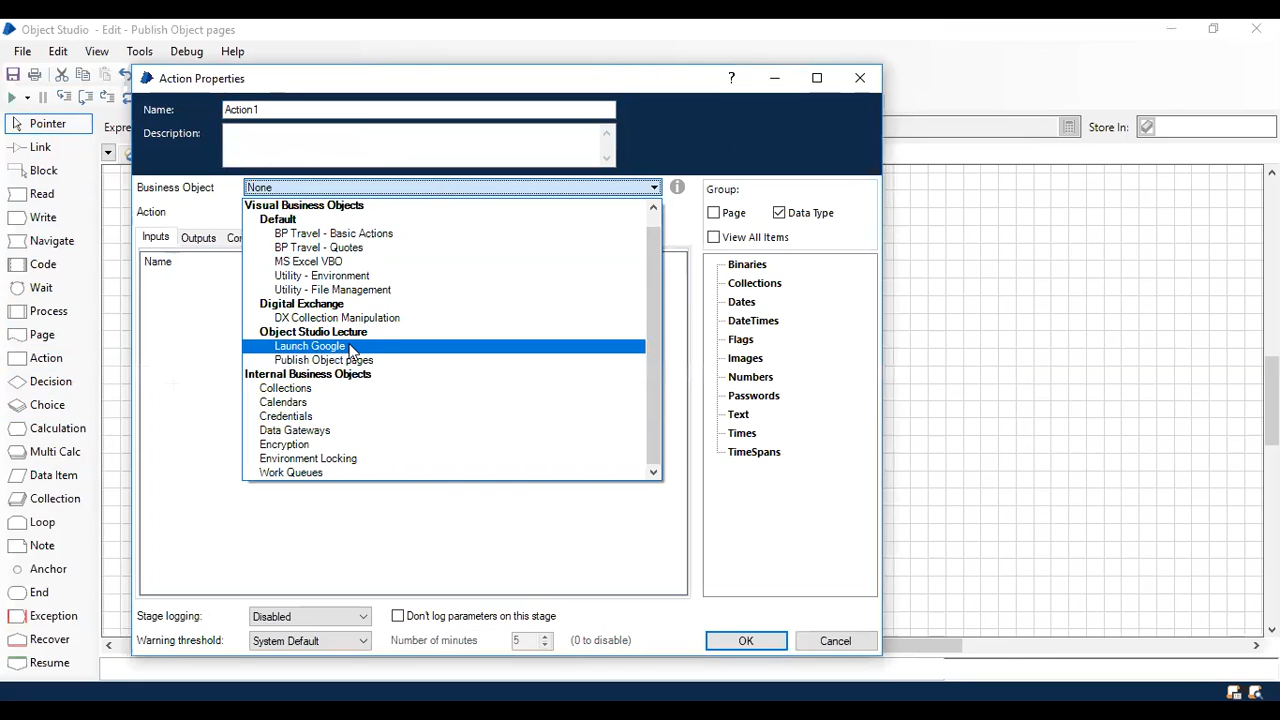 Object Studio - Edit - Publish Object pages
File Edit View Tools Debug Help
Action Properties
?
Pointer
Link
Block
Read
Write
Navigate
Code
Wait
Process
Page
Action
Decision
Choice
Calculation
Multi Calc
Data Item
Collection
Loop
Note
Anchor
End
Exception
Recover
Resume
Expre
Store In:
Name: Action1
Description:
Business Object None
Action
Inputs Outputs Con
Name
Visual Business Objects
Default
BP Travel - Basic Actions
BP Travel - Quotes
MS Excel VBO
Utility - Environment
Utility - File Management
Digital Exchange
DX Collection Manipulation
Object Studio Lecture
Launch Google
Publish Object pages
Internal Business Objects
Collections
Calendars
Credentials
Data Gateways
Encryption
Environment Locking
Work Queues
Group:
Page Data Type
View All Items
Binaries
Collections
Dates
DateTimes
Flags
Images
Numbers
Passwords
Text
Times
TimeSpans
Stage logging: Disabled Don't log parameters on this stage
Warning threshold: System Default Number of minutes 5 (0 to disable)
OK Cancel